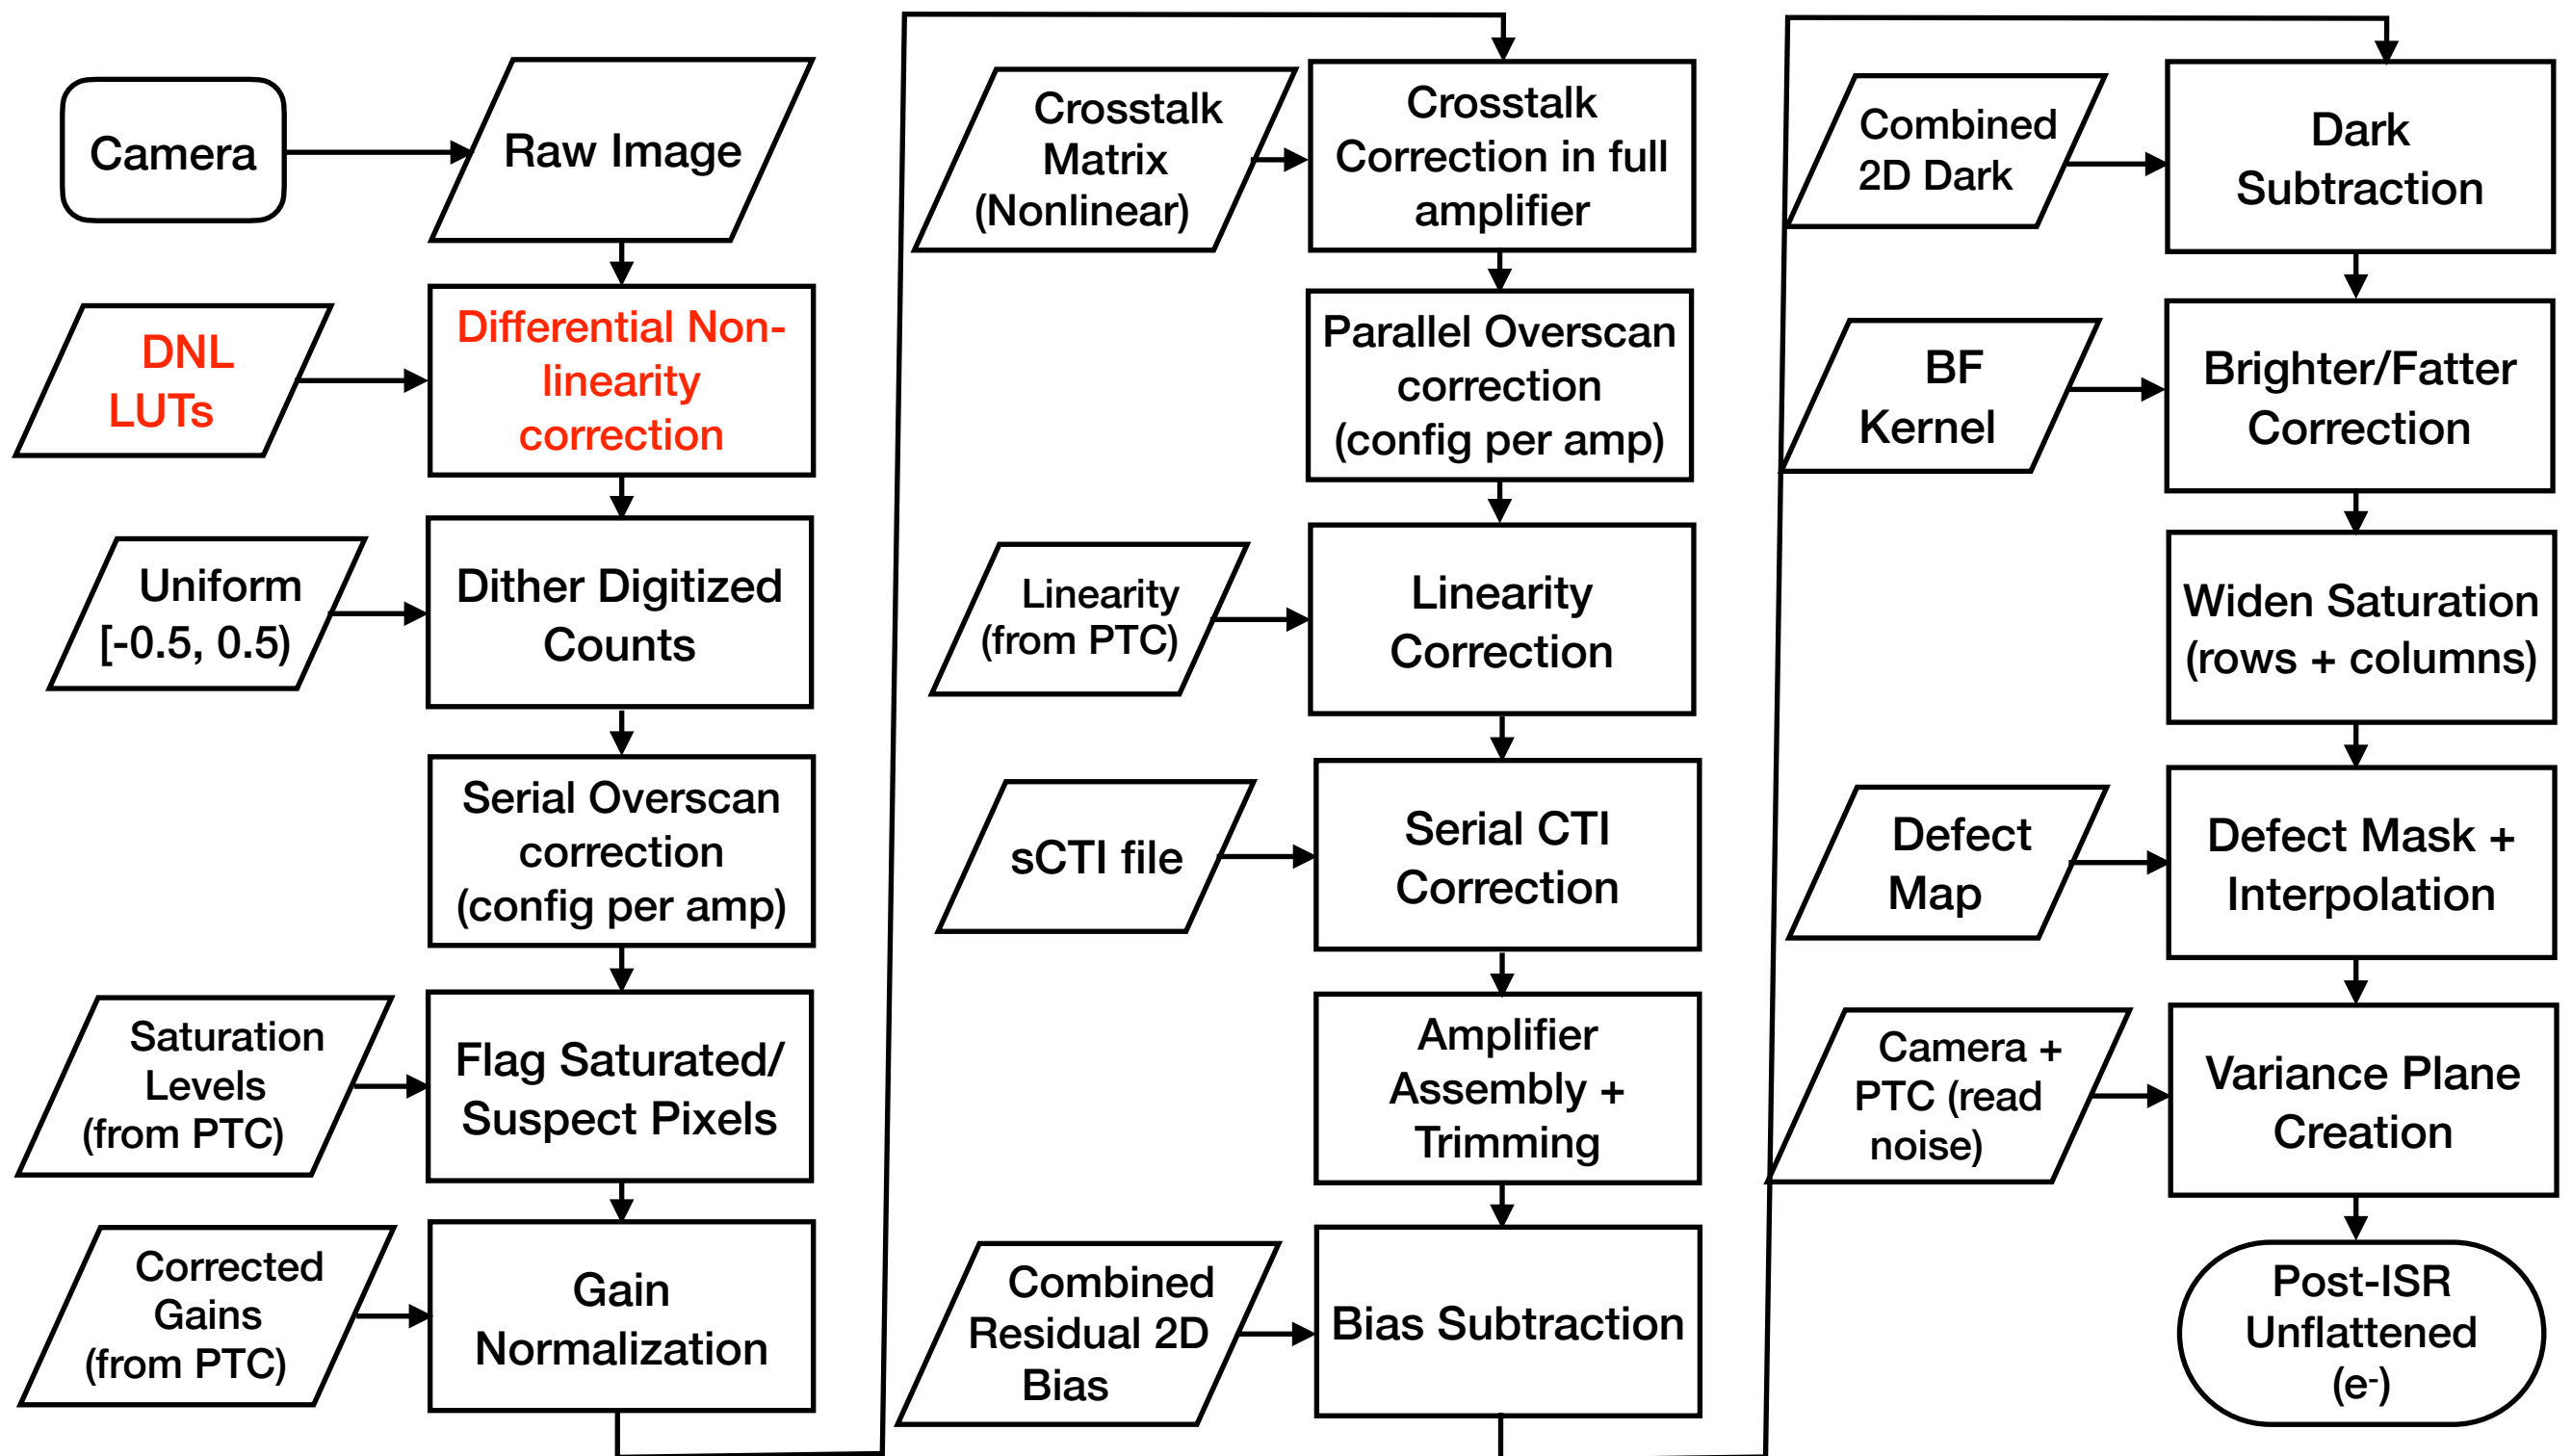 Camera
Raw Image
DNL
LUTs
Differential Non-
linearity
correction
Uniform
[-0.5, 0.5)
Dither Digitized
Counts
Serial Overscan
correction
(config per amp)
Saturation
Levels
(from PTC)
Flag Saturated/
Suspect Pixels
Corrected
Gains
(from PTC)
Gain
Normalization
Crosstalk
Matrix
(Nonlinear)
Crosstalk
Correction in full
amplifier
Parallel Overscan
correction
(config per amp)
Linearity
(from PTC)
Linearity
Correction
sCTI file
Serial CTI
Correction
Amplifier
Assembly +
Trimming
Combined
Residual 2D
Bias
Bias Subtraction
Combined
2D Dark
Dark
Subtraction
BF
Kernel
Brighter/Fatter
Correction
Widen Saturation
(rows + columns)
Defect
Map
Defect Mask +
Interpolation
Camera +
PTC (read
noise)
Variance Plane
Creation
Post-ISR
Unflattened
(e-)